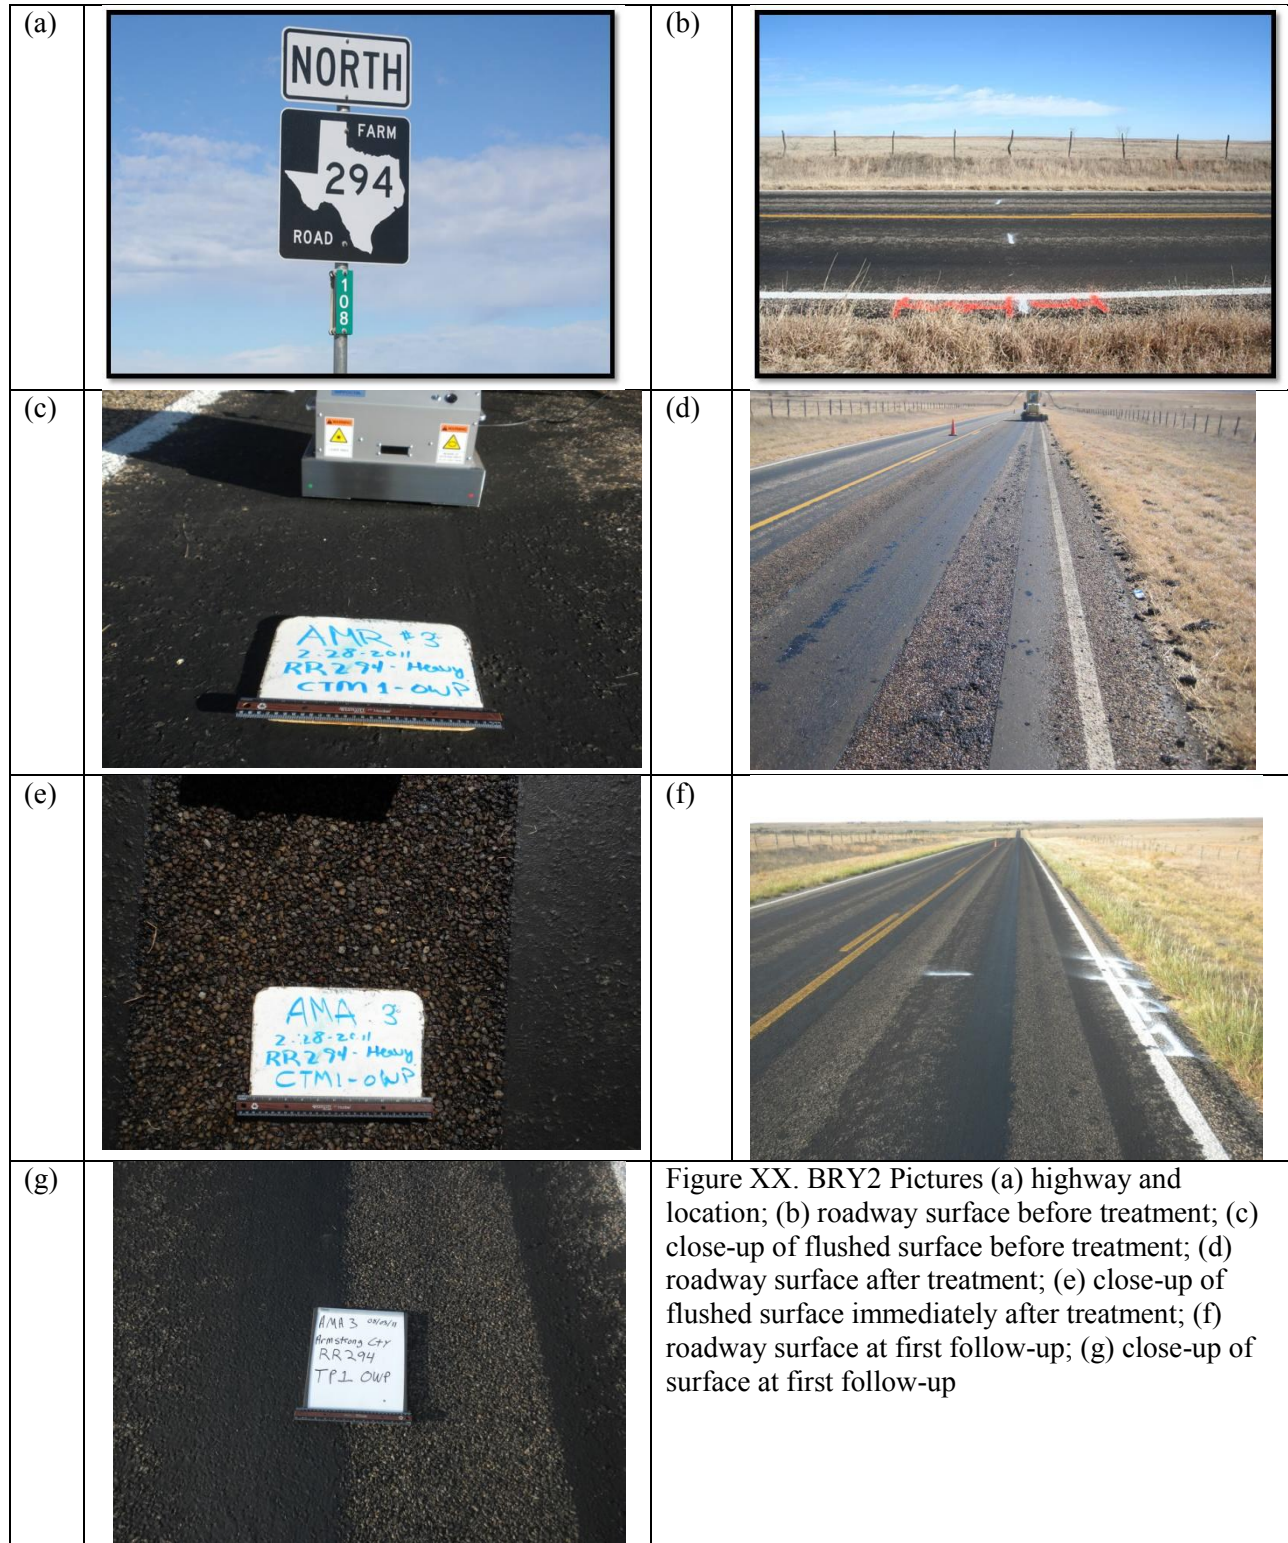 (a)
NORTH
FARM
294
ROAD
108
(b)
(c)
AMR #3
2-28-2011
RR294-Heavy
CTM1-OWP
(d)
(e)
AMA 3
2-28-2011
RR294-Heavy
CTM1-OWP
(f)
(g)
AMA 3
Armstrong Cty
RR294
TP1 OWP
Figure XX. BRY2 Pictures (a) highway and
location; (b) roadway surface before treatment; (c)
close-up of flushed surface before treatment; (d)
roadway surface after treatment; (e) close-up of
flushed surface immediately after treatment; (f)
roadway surface at first follow-up; (g) close-up of
surface at first follow-up